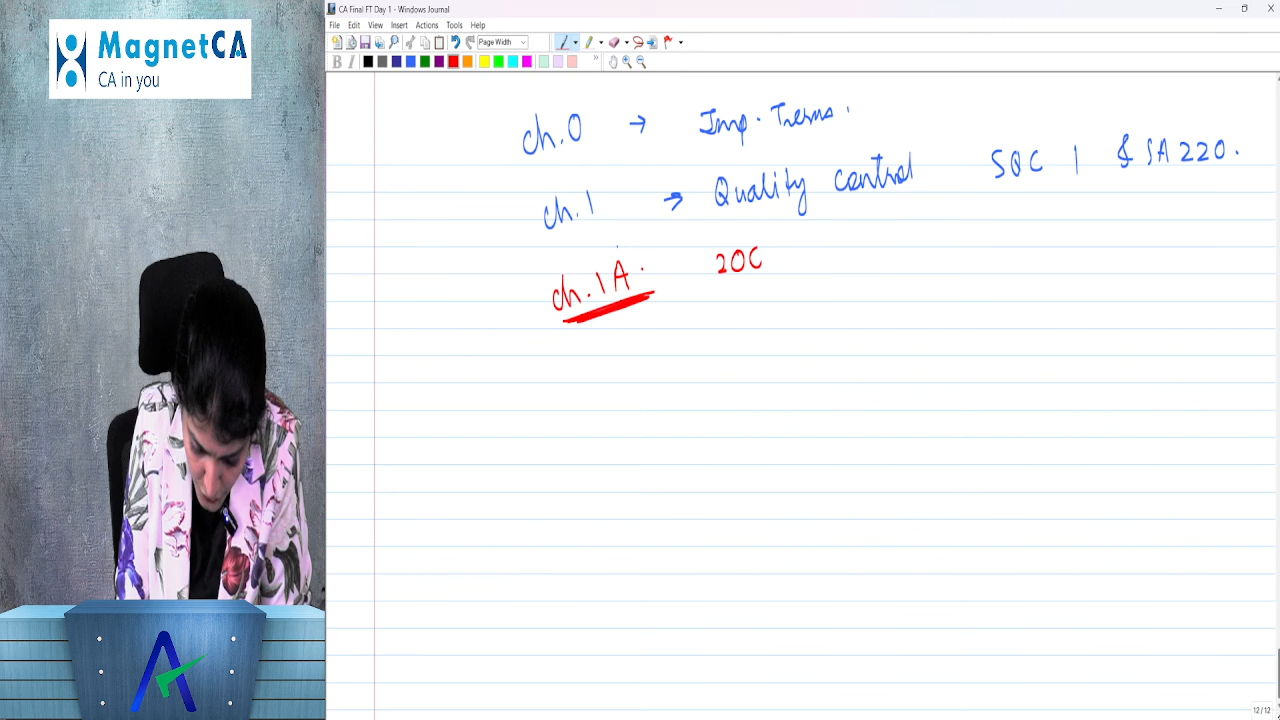 CA Final FT Day 1 - Windows Journal
File Edit View Insert Actions Tools Help
Page Width
B I
MagnetCA
CA in you
ch.0 → Imp. Terms.
ch.1 → Quality control SQC 1 & SA 220.
ch.1A. 20C
12 / 12